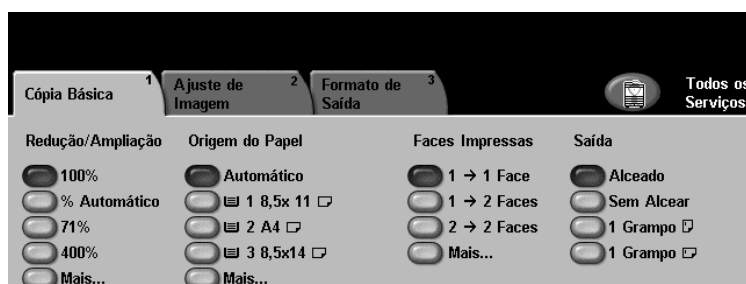 Cópia Básica
1
Ajuste de
Imagem
2
Formato de
Saída
3
Todos os
Serviços
Redução/Ampliação
100%
% Automático
71%
400%
Mais...
Origem do Papel
Automático
1 8,5x 11
2 A4
3 8,5x14
Mais...
Faces Impressas
1 → 1 Face
1 → 2 Faces
2 → 2 Faces
Mais...
Saída
Alceado
Sem Alcear
1 Grampo
1 Grampo